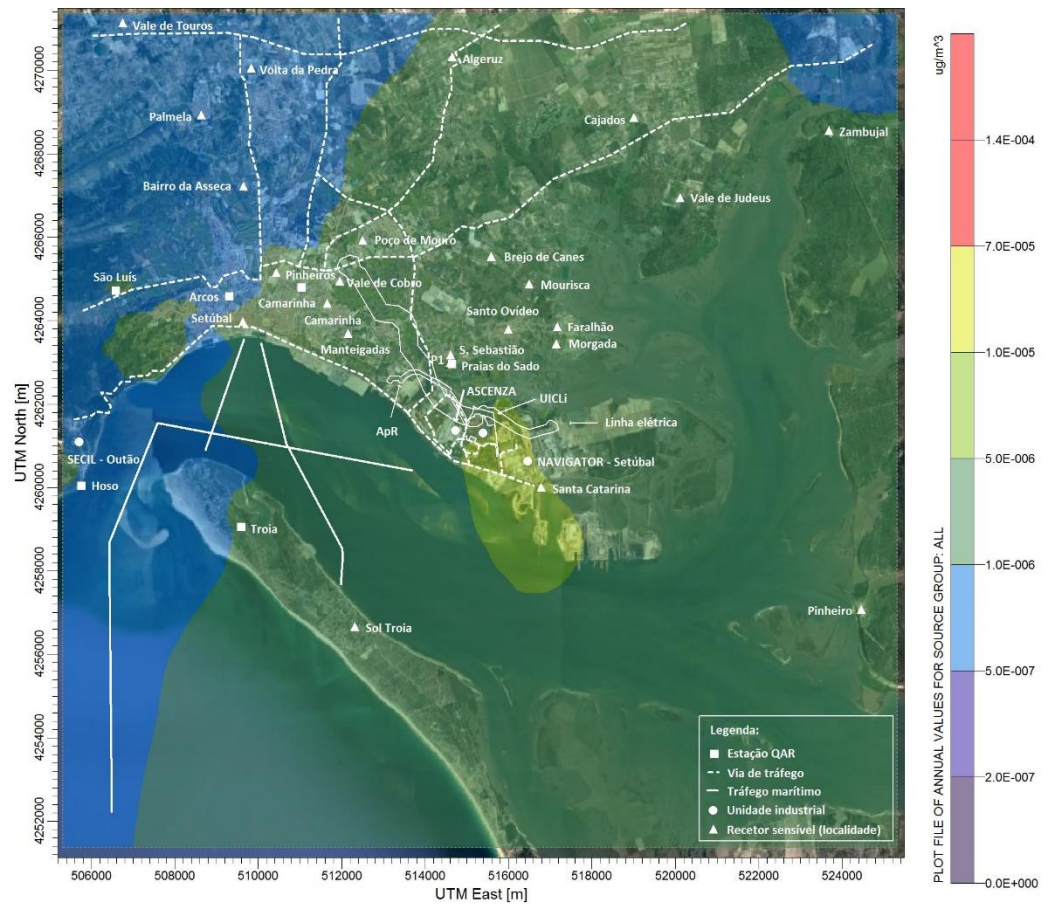 Vale de Touros
Volta da Pedra
Algeruz
Palmela
Cajados
Zambujal
Bairro da Asseca
Vale de Judeus
Poço de Mouro
Brejo de Canes
São Luís
Pinheiros
Vale de Cobro
Mourisca
Arcos
Camarinha
Camarinha
Santo Ovídeo
Setúbal
Manteigadas
Faralhão
Morgada
S. Sebastião
P1
Praias do Sado
ASCENZA
UICLi
ApR
Linha elétrica
SECIL - Outão
NAVIGATOR - Setúbal
Hoso
Santa Catarina
Troia
Pinheiro
Sol Troia
Legenda:
Estação QAR
Via de tráfego
Tráfego marítimo
Unidade industrial
Recetor sensível (localidade)
UTM North [m]
4270000
4268000
4266000
4264000
4262000
4260000
4258000
4256000
4254000
4252000
506000 508000 510000 512000 514000 516000 518000 520000 522000 524000
UTM East [m]
ug/m^3
1.4E-004
7.0E-005
1.0E-005
5.0E-006
1.0E-006
5.0E-007
2.0E-007
0.0E+000
PLOT FILE OF ANNUAL VALUES FOR SOURCE GROUP: ALL